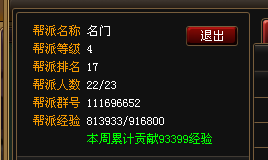 帮派名称 名门
退出
帮派等级 4
帮派排名 17
帮派人数 22/23
帮派群号 111696652
帮派经验 813933/916800
本周累计贡献93399经验